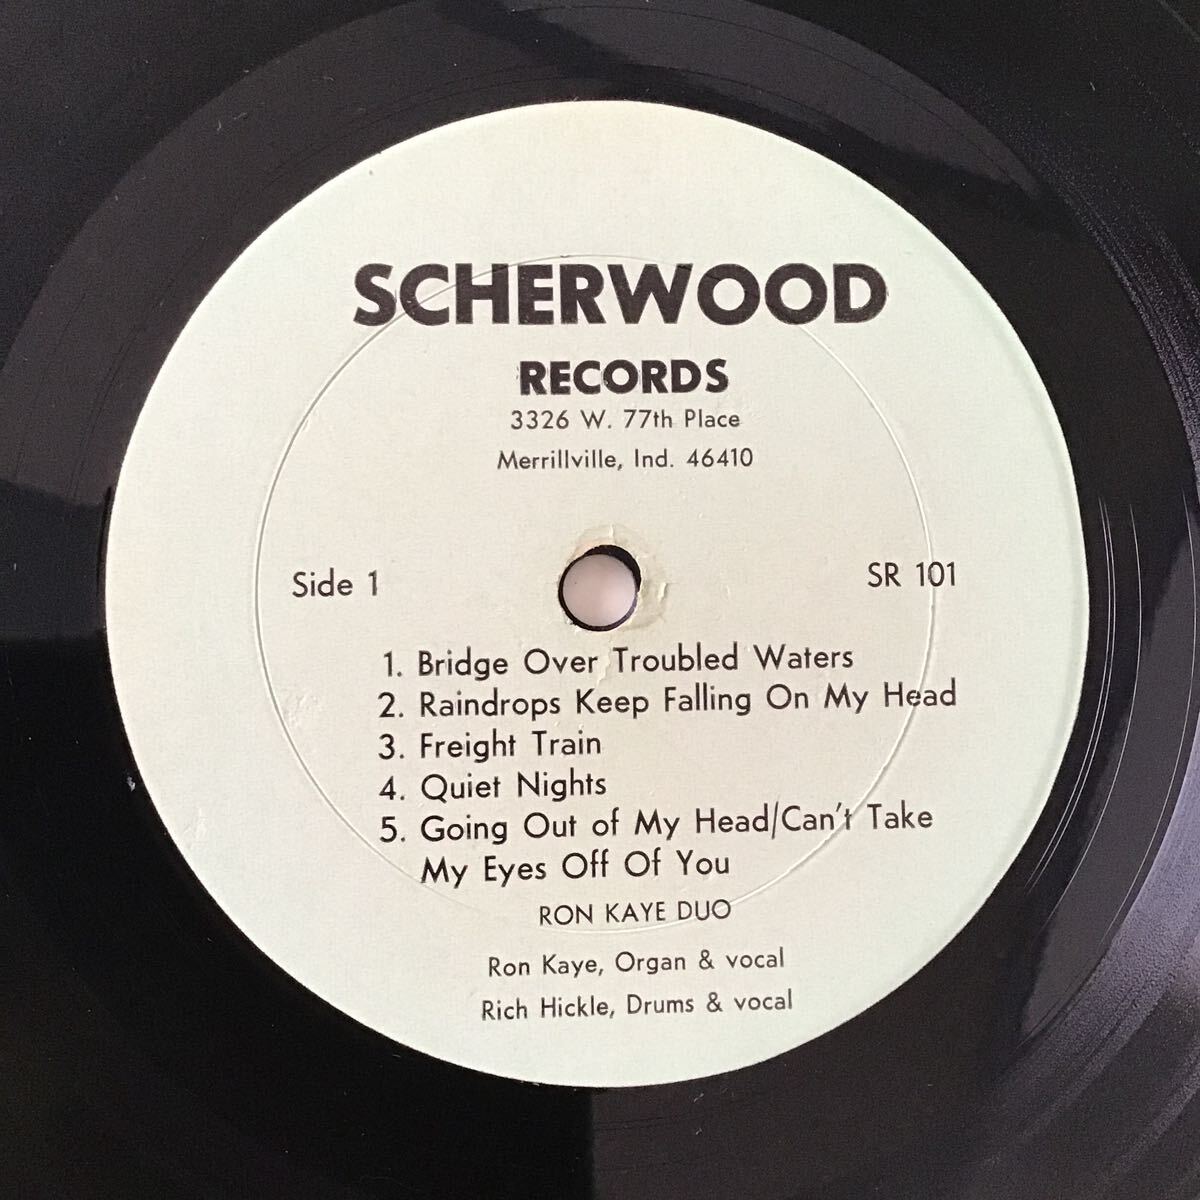 SCHERWOOD
RECORDS
3326 W. 77th Place
Merrillville, Ind. 46410
Side 1
SR 101
1. Bridge Over Troubled Waters
2. Raindrops Keep Falling On My Head
3. Freight Train
4. Quiet Nights
5. Going Out of My Head/Can't Take
My Eyes Off Of You
RON KAYE DUO
Ron Kaye, Organ & vocal
Rich Hickle, Drums & vocal